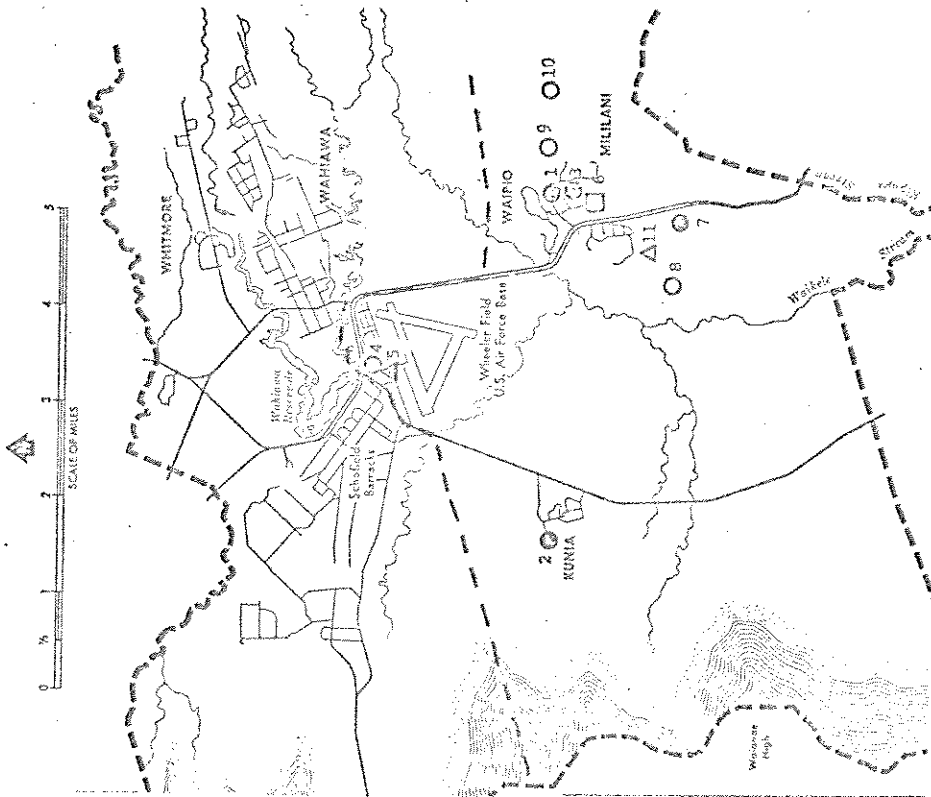 0 ½ 1 2 3 4 5
SCALE OF MILES
WHITMORE
WAHIAWA
Wahiawa
Reservoir
Schofield
Barracks
4
5
Wheeler Field
U.S. Air Force Base
WAIPIO
1
9
10
3
6
MILILANI
2
KUNIA
11
7
8
Kipapa
Stream
Waikele
Stream
Waianae
High